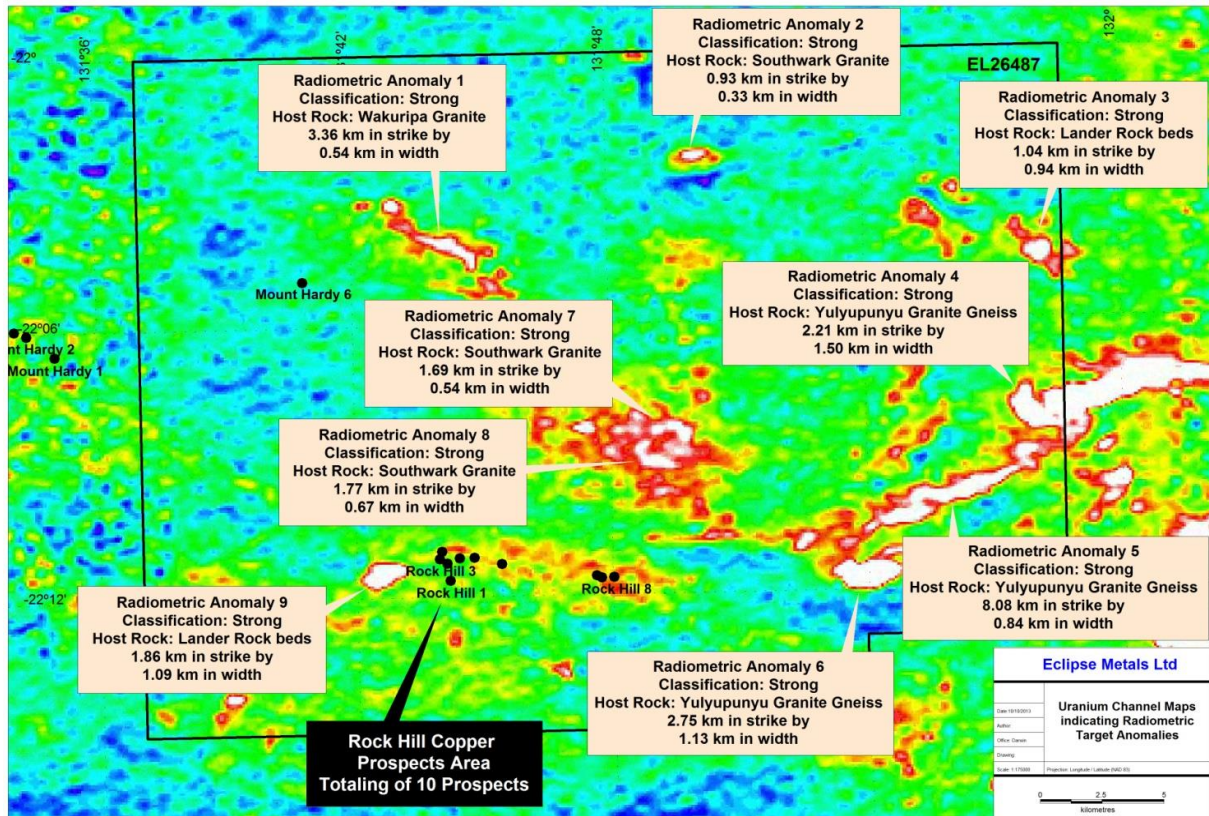 131°36'
131°48'
132°
-22°
EL26487
Radiometric Anomaly 1
Classification: Strong
Host Rock: Wakuripa Granite
3.36 km in strike by
0.54 km in width
Radiometric Anomaly 2
Classification: Strong
Host Rock: Southwark Granite
0.93 km in strike by
0.33 km in width
Radiometric Anomaly 3
Classification: Strong
Host Rock: Lander Rock beds
1.04 km in strike by
0.94 km in width
Mount Hardy 6
-22°06'
Mount Hardy 1
Radiometric Anomaly 4
Classification: Strong
Host Rock: Yulyupunyu Granite Gneiss
2.21 km in strike by
1.50 km in width
Radiometric Anomaly 7
Classification: Strong
Host Rock: Southwark Granite
1.69 km in strike by
0.54 km in width
Radiometric Anomaly 8
Classification: Strong
Host Rock: Southwark Granite
1.77 km in strike by
0.67 km in width
Radiometric Anomaly 5
Classification: Strong
Host Rock: Yulyupunyu Granite Gneiss
8.08 km in strike by
0.84 km in width
Rock Hill 3
Rock Hill 1
Rock Hill 8
-22°12'
Radiometric Anomaly 9
Classification: Strong
Host Rock: Lander Rock beds
1.86 km in strike by
1.09 km in width
Radiometric Anomaly 6
Classification: Strong
Host Rock: Yulyupunyu Granite Gneiss
2.75 km in strike by
1.13 km in width
Rock Hill Copper
Prospects Area
Totaling of 10 Prospects
Eclipse Metals Ltd
Uranium Channel Maps
indicating Radiometric
Target Anomalies
Author:
Office: Darwin
Drawing:
Projection: Longitude / Latitude
0 2.5 5
kilometres